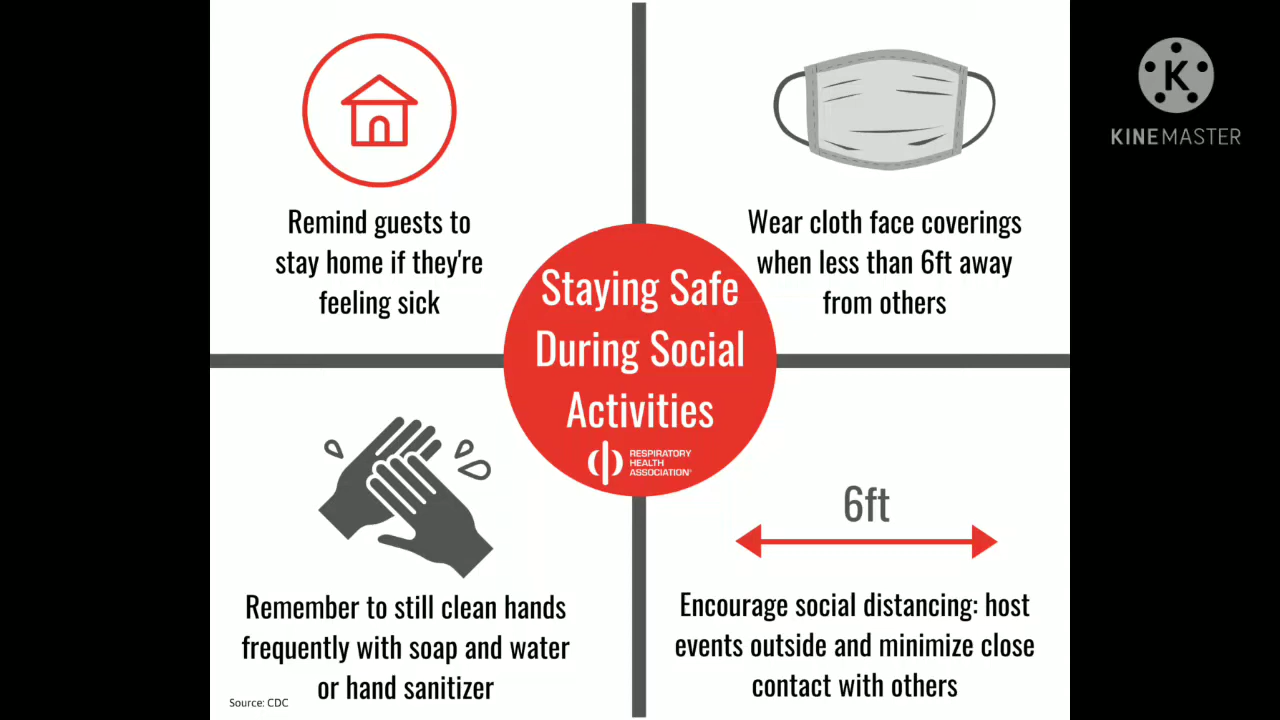 Remind guests to
stay home if they're
feeling sick
Wear cloth face coverings
when less than 6ft away
from others
Staying Safe
During Social
Activities
RESPIRATORY
HEALTH
ASSOCIATION®
Remember to still clean hands
frequently with soap and water
or hand sanitizer
6ft
Encourage social distancing: host
events outside and minimize close
contact with others
Source: CDC
K
KINEMASTER